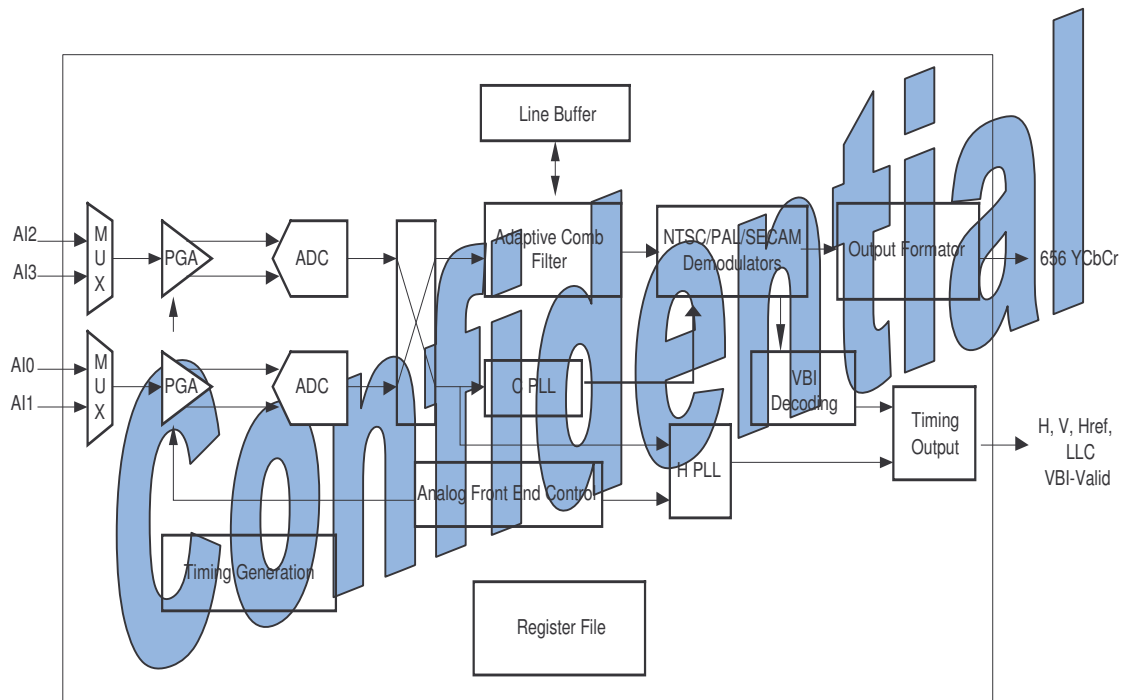 Line Buffer
AI2
AI3
M
U
X
PGA
ADC
Adaptive Comb
Filter
NTSC/PAL/SECAM
Demodulators
Output Formator
656 YCbCr
AI0
AI1
M
U
X
PGA
ADC
C PLL
VBI
Decoding
Timing
Output
H, V, Href,
LLC
VBI-Valid
H PLL
Analog Front End Control
Timing Generation
Register File
Confidential